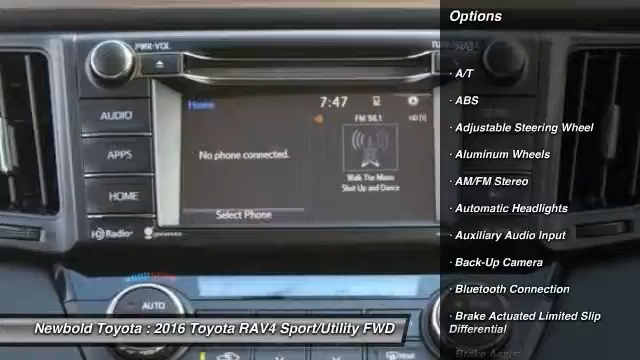 Options
PWR·VOL
· A/T
· ABS
· Adjustable Steering Wheel
· Aluminum Wheels
· AM/FM Stereo
· Automatic Headlights
· Auxiliary Audio Input
· Back-Up Camera
· Bluetooth Connection
· Brake Actuated Limited Slip
Differential
· Brake Assist
AUDIO
APPS
HOME
HD Radio
Home
7:47
FM 98.1
No phone connected.
Walk The Moon
Shut Up and Dance
Select Phone
AUTO
Newbold Toyota : 2016 Toyota RAV4 Sport/Utility FWD